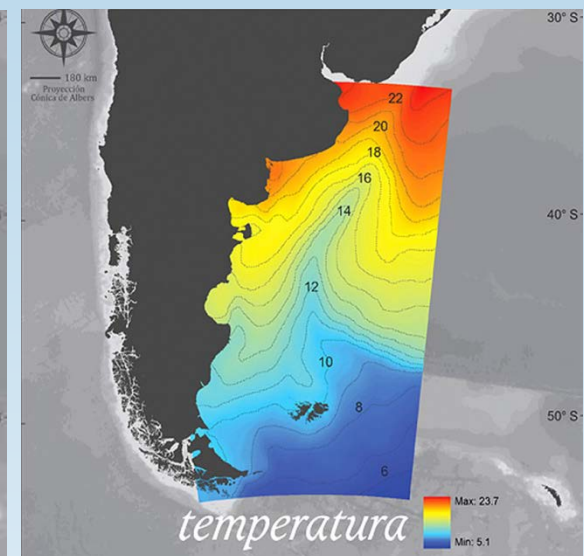 30° S
180 km
Proyección
Cónica de Albers
22
20
18
16
14
40° S
12
10
8
50° S
6
Max: 23.7
Min: 5.1
temperatura